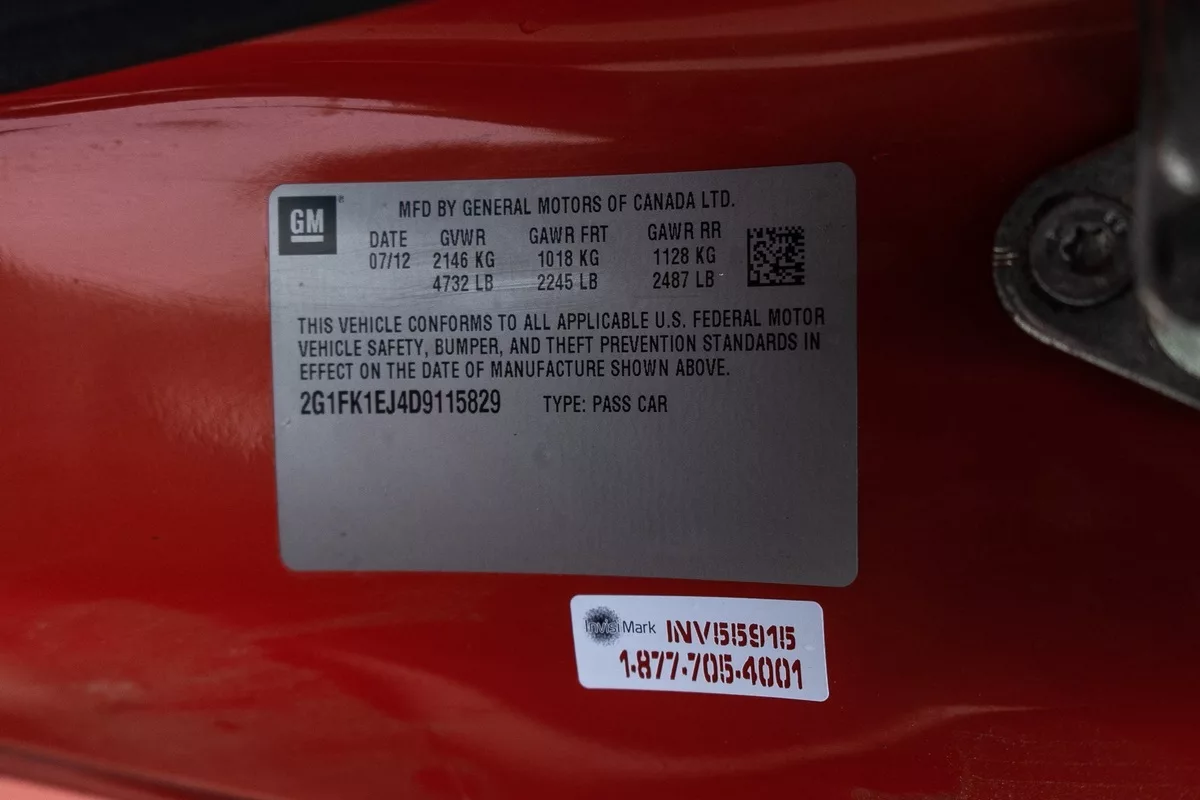 GM
MFD BY GENERAL MOTORS OF CANADA LTD.
DATE GVWR GAWR FRT GAWR RR
07/12 2146 KG 1018 KG 1128 KG
4732 LB 2245 LB 2487 LB
THIS VEHICLE CONFORMS TO ALL APPLICABLE U.S. FEDERAL MOTOR
VEHICLE SAFETY, BUMPER, AND THEFT PREVENTION STANDARDS IN
EFFECT ON THE DATE OF MANUFACTURE SHOWN ABOVE.
2G1FK1EJ4D9115829 TYPE: PASS CAR
InvisiMark INV55915
1-877-705-4001